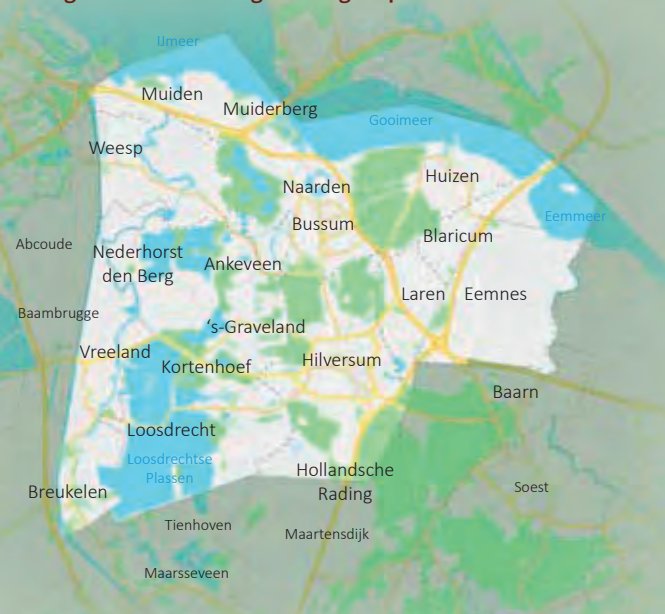 IJmeer
Muiden
Muiderberg
Gooimeer
Weesp
Naarden
Huizen
Eemmeer
Bussum
Blaricum
Abcoude
Nederhorst
den Berg
Ankeveen
Laren
Eemnes
Baambrugge
‘s-Graveland
Vreeland
Kortenhoef
Hilversum
Baarn
Loosdrecht
Loosdrechtse
Plassen
Hollandsche
Rading
Breukelen
Soest
Tienhoven
Maartensdijk
Maarsseveen